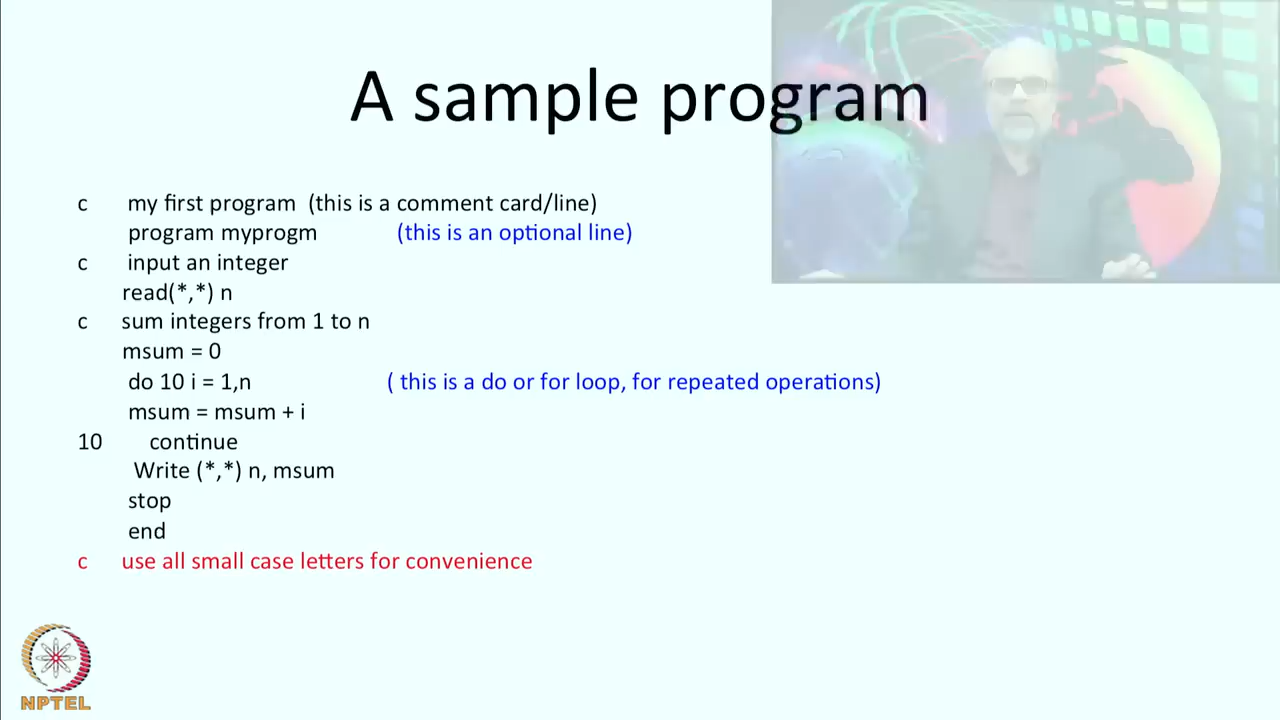 A sample program
c my first program (this is a comment card/line)
program myprogm (this is an optional line)
c input an integer
read(*,*) n
c sum integers from 1 to n
msum = 0
do 10 i = 1,n ( this is a do or for loop, for repeated operations)
msum = msum + i
10 continue
Write (*,*) n, msum
stop
end
c use all small case letters for convenience
NPTEL